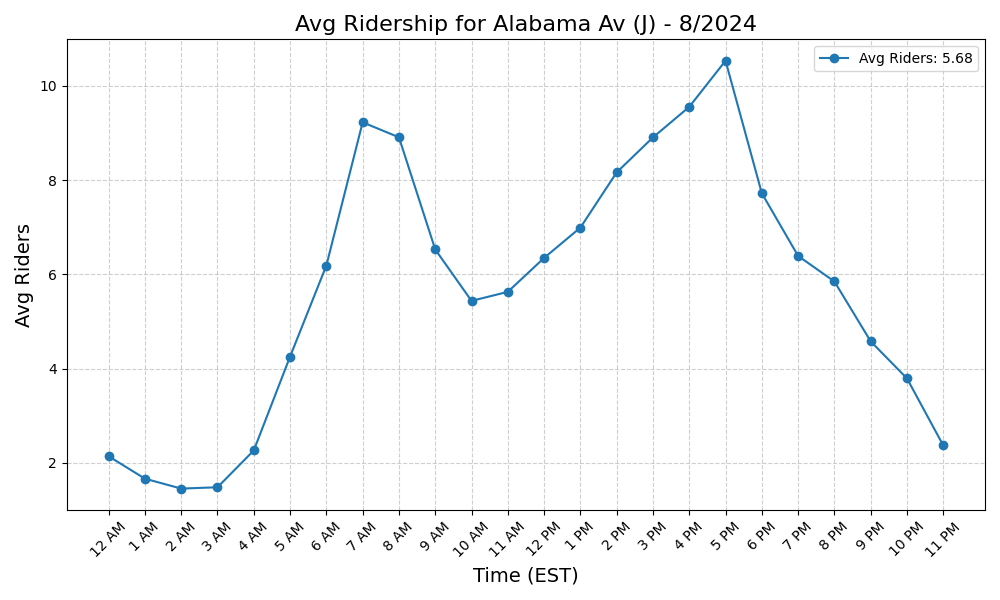 Avg Ridership for Alabama Av (J) - 8/2024
Avg Riders: 5.68
Avg Riders
10
8
6
4
2
12 AM
1 AM
2 AM
3 AM
4 AM
5 AM
6 AM
7 AM
8 AM
9 AM
10 AM
11 AM
12 PM
1 PM
2 PM
3 PM
4 PM
5 PM
6 PM
7 PM
8 PM
9 PM
10 PM
11 PM
Time (EST)